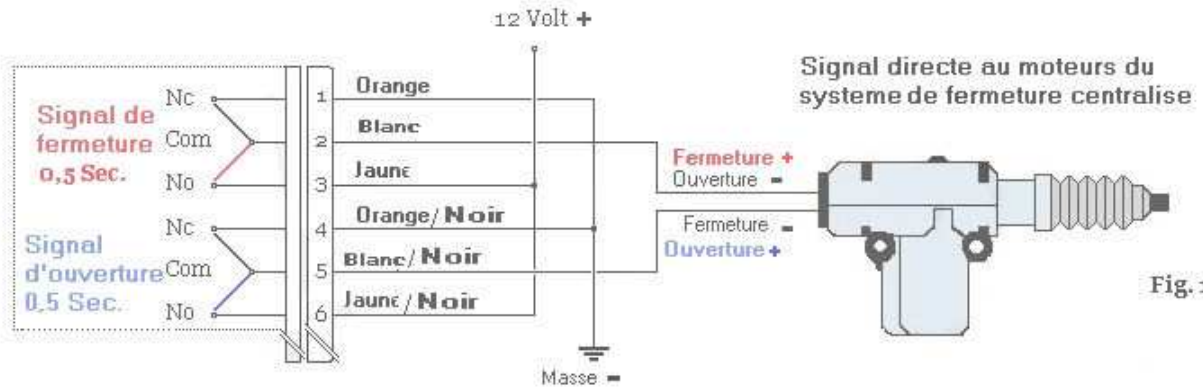 12 Volt +
Signal directe au moteurs du
systeme de fermeture centralise
Signal de
fermeture
0,5 Sec.
Nc
Com
No
1
Orange
2
Blanc
3
Jaune
Fermeture +
Ouverture -
Signal
d'ouverture
0,5 Sec.
Nc
Com
No
4
Orange/Noir
5
Blanc/Noir
6
Jaune/Noir
Fermeture -
Ouverture +
Fig.
Masse -